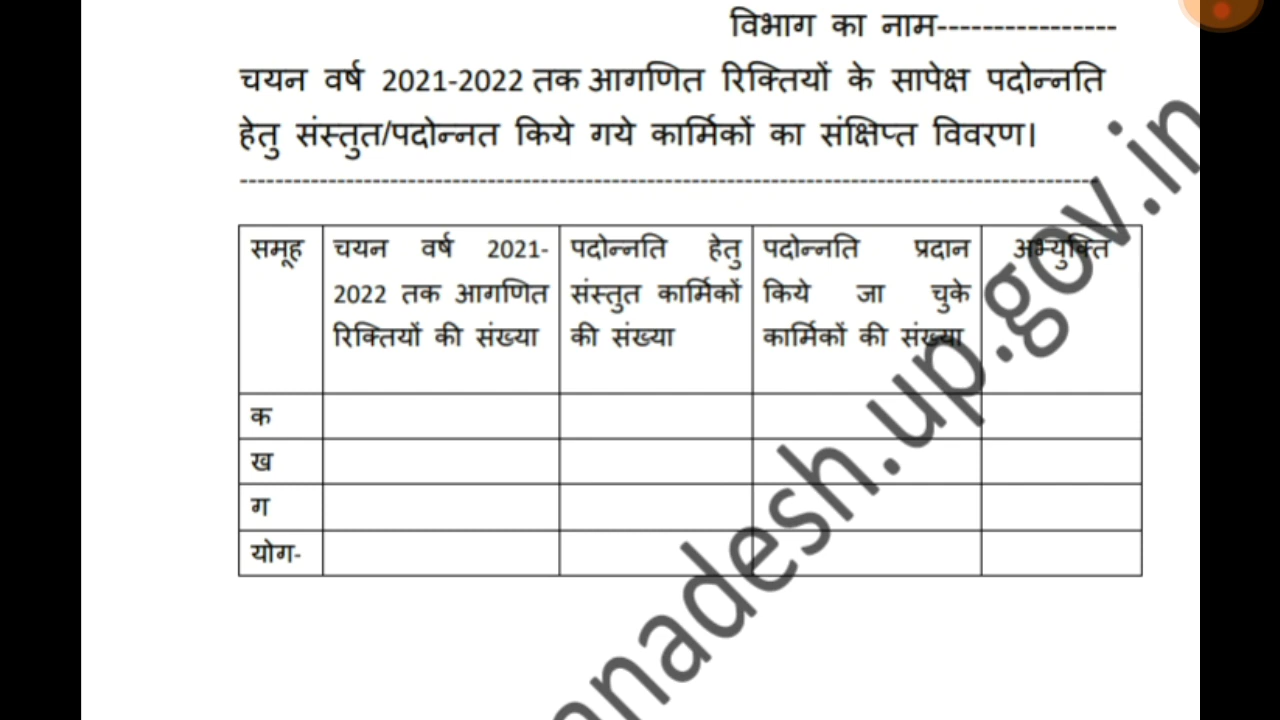 विभाग का नाम----------------
चयन वर्ष 2021-2022 तक आगणित रिक्तियों के सापेक्ष पदोन्नति
हेतु संस्तुत/पदोन्नत किये गये कार्मिकों का संक्षिप्त विवरण।
समूह
चयन वर्ष 2021-
2022 तक आगणित
रिक्तियों की संख्या
पदोन्नति हेतु
संस्तुत कार्मिकों
की संख्या
पदोन्नति प्रदान
किये जा चुके
कार्मिकों की संख्या
अभ्युक्ति
क
ख
ग
योग-
anadesh.up.gov.in